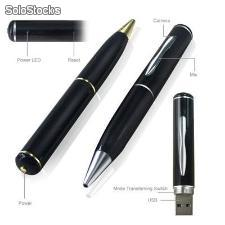 SoloStocks
Camera
Power LED
Reset
Mic
Mode Transferring Switch
USB
Power